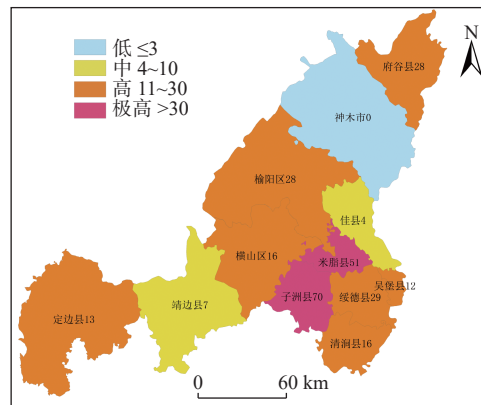 低 ≤3
中 4~10
高 11~30
极高 >30
N
府谷县28
神木市0
榆阳区28
佳县4
横山区16
米脂县51
吴堡县12
子洲县70
绥德县29
靖边县7
定边县13
清涧县16
0 60 km